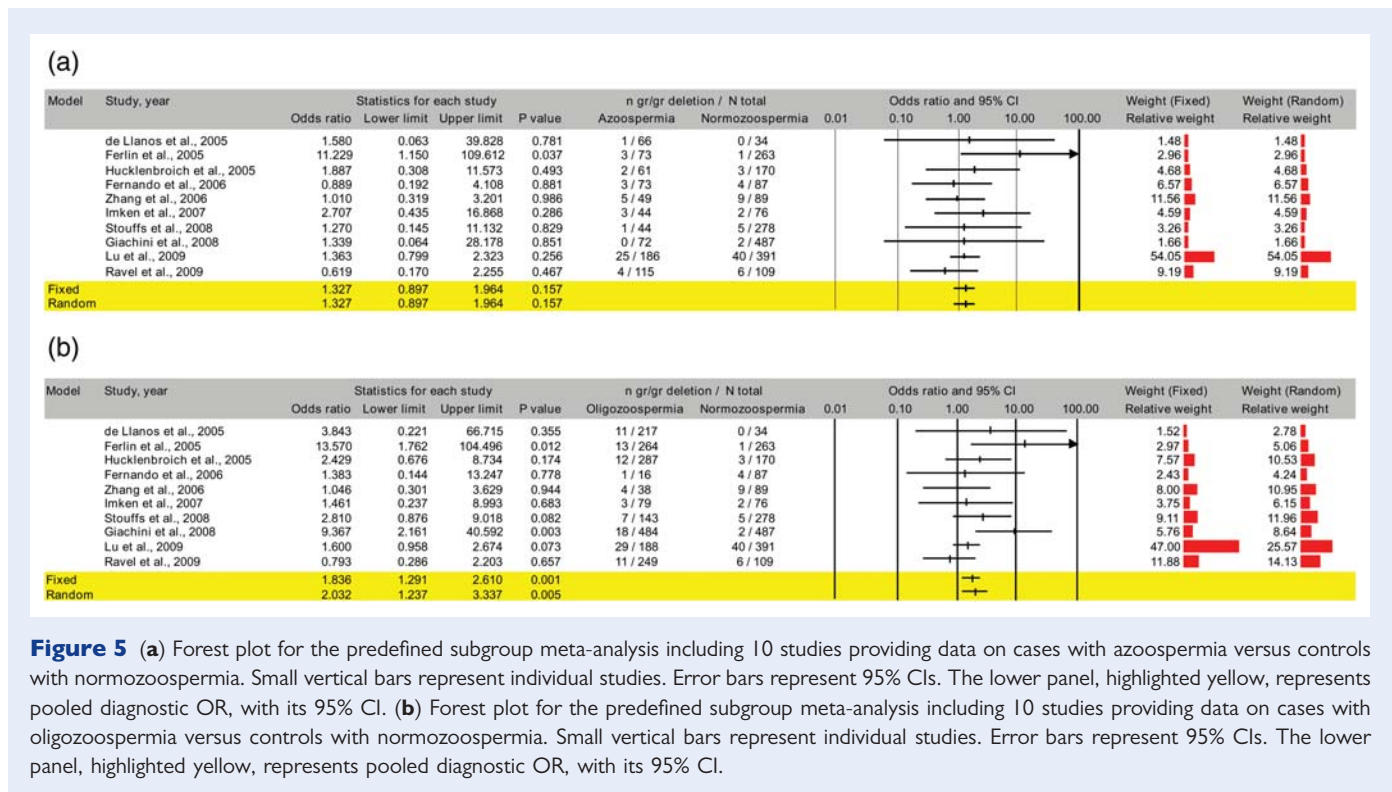 (a)
Model Study, year Statistics for each study n gr/gr deletion / N total Odds ratio and 95% CI Weight (Fixed) Weight (Random)
Odds ratio Lower limit Upper limit P value Azoospermia Normozoospermia 0.01 0.10 1.00 10.00 100.00 Relative weight Relative weight
de Llanos et al., 2005 1.580 0.063 39.828 0.781 1 / 66 0 / 34 1.48 1.48
Ferlin et al., 2005 11.229 1.150 109.612 0.037 3 / 73 1 / 263 2.96 2.96
Hucklenbroich et al., 2005 1.887 0.308 11.573 0.493 2 / 61 3 / 170 4.68 4.68
Fernando et al., 2006 0.889 0.192 4.108 0.881 3 / 73 4 / 87 6.57 6.57
Zhang et al., 2006 1.010 0.319 3.201 0.986 5 / 49 9 / 89 11.56 11.56
Imken et al., 2007 2.707 0.435 16.868 0.286 3 / 44 2 / 76 4.59 4.59
Stouffs et al., 2008 1.270 0.145 11.132 0.829 1 / 44 5 / 278 3.26 3.26
Giachini et al., 2008 1.339 0.064 28.178 0.851 0 / 72 2 / 487 1.66 1.66
Lu et al., 2009 1.363 0.799 2.323 0.256 25 / 186 40 / 391 54.05 54.05
Ravel et al., 2009 0.619 0.170 2.255 0.467 4 / 115 6 / 109 9.19 9.19
Fixed 1.327 0.897 1.964 0.157
Random 1.327 0.897 1.964 0.157
(b)
Model Study, year Statistics for each study n gr/gr deletion / N total Odds ratio and 95% CI Weight (Fixed) Weight (Random)
Odds ratio Lower limit Upper limit P value Oligozoospermia Normozoospermia 0.01 0.10 1.00 10.00 100.00 Relative weight Relative weight
de Llanos et al., 2005 3.843 0.221 66.715 0.355 11 / 217 0 / 34 1.52 2.78
Ferlin et al., 2005 13.570 1.762 104.496 0.012 13 / 264 1 / 263 2.97 5.06
Hucklenbroich et al., 2005 2.429 0.676 8.734 0.174 12 / 287 3 / 170 7.57 10.53
Fernando et al., 2006 1.383 0.144 13.247 0.778 1 / 16 4 / 87 2.43 4.24
Zhang et al., 2006 1.046 0.301 3.629 0.944 4 / 38 9 / 89 8.00 10.95
Imken et al., 2007 1.461 0.237 8.993 0.683 3 / 79 2 / 76 3.75 6.15
Stouffs et al., 2008 2.810 0.876 9.018 0.082 7 / 143 5 / 278 9.11 11.96
Giachini et al., 2008 9.367 2.161 40.592 0.003 18 / 484 2 / 487 5.76 8.64
Lu et al., 2009 1.600 0.958 2.674 0.073 29 / 188 40 / 391 47.00 25.57
Ravel et al., 2009 0.793 0.286 2.203 0.657 11 / 249 6 / 109 11.88 14.13
Fixed 1.836 1.291 2.610 0.001
Random 2.032 1.237 3.337 0.005
Figure 5 (a) Forest plot for the predefined subgroup meta-analysis including 10 studies providing data on cases with azoospermia versus controls
with normozoospermia. Small vertical bars represent individual studies. Error bars represent 95% CIs. The lower panel, highlighted yellow, represents
pooled diagnostic OR, with its 95% CI. (b) Forest plot for the predefined subgroup meta-analysis including 10 studies providing data on cases with
oligozoospermia versus controls with normozoospermia. Small vertical bars represent individual studies. Error bars represent 95% CIs. The lower
panel, highlighted yellow, represents pooled diagnostic OR, with its 95% CI.